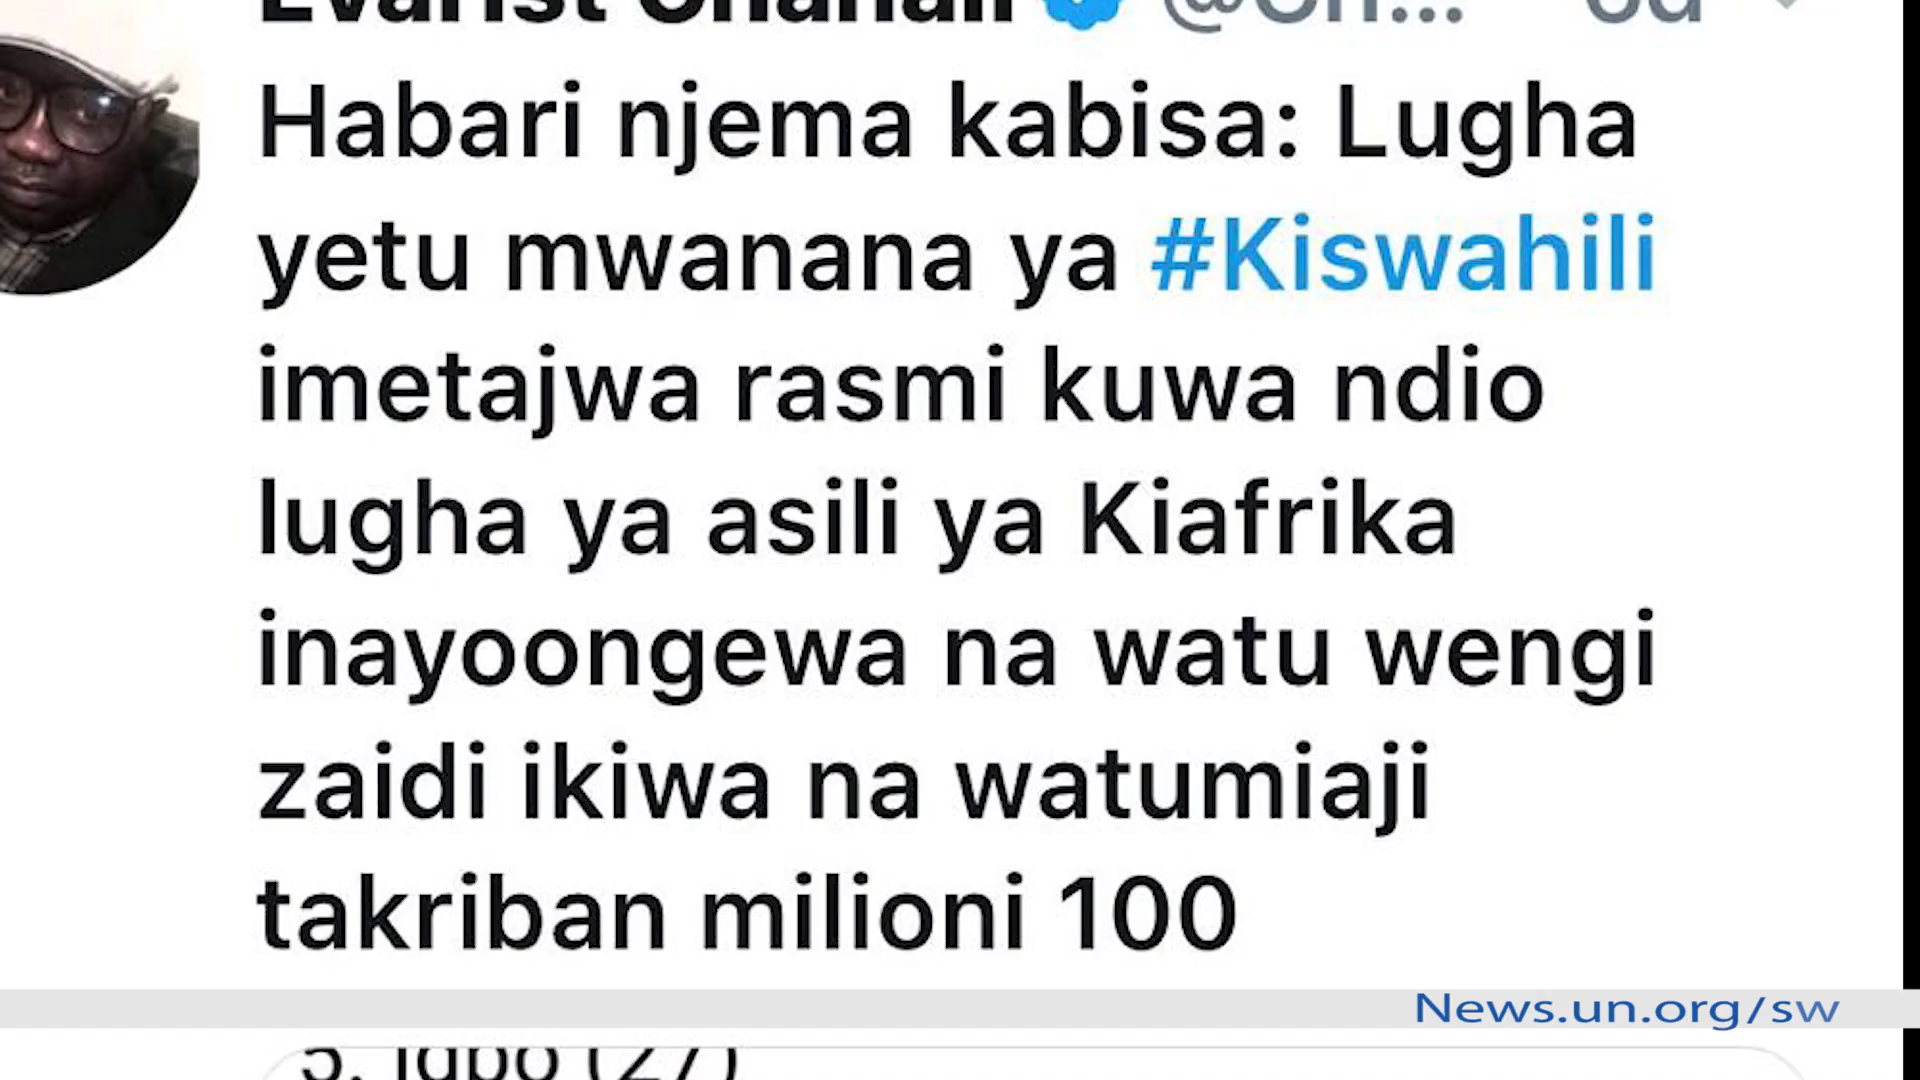 Evarist Chahali @Ch...
Habari njema kabisa: Lugha
yetu mwanana ya #Kiswahili
imetajwa rasmi kuwa ndio
lugha ya asili ya Kiafrika
inayoongewa na watu wengi
zaidi ikiwa na watumiaji
takriban milioni 100
News.un.org/sw
5. Igbo (27)